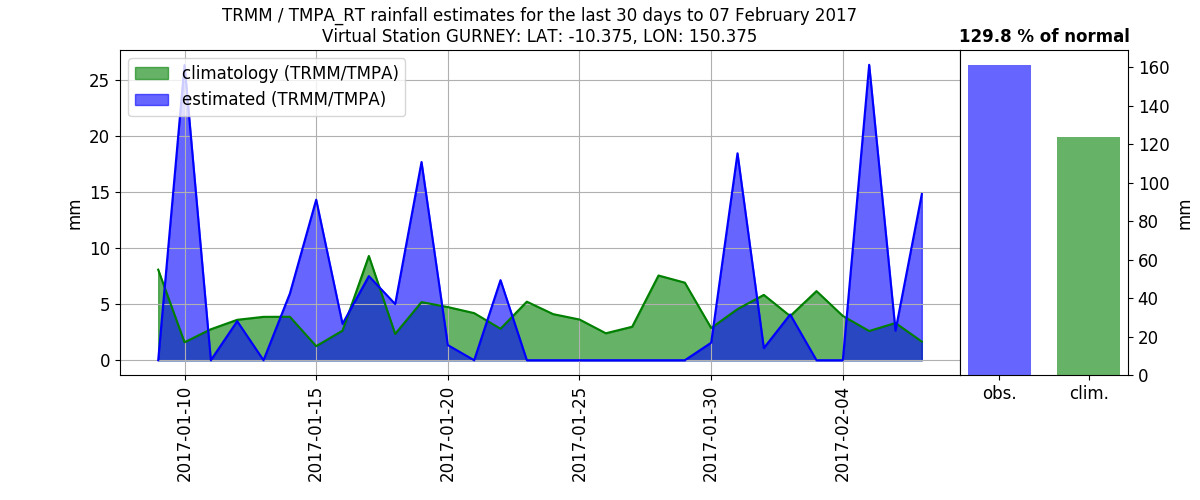 TRMM / TMPA_RT rainfall estimates for the last 30 days to 07 February 2017
Virtual Station GURNEY: LAT: -10.375, LON: 150.375
129.8 % of normal
climatology (TRMM/TMPA)
estimated (TRMM/TMPA)
mm
25
20
15
10
5
0
2017-01-10
2017-01-15
2017-01-20
2017-01-25
2017-01-30
2017-02-04
160
140
120
100
80
60
40
20
0
mm
obs.
clim.